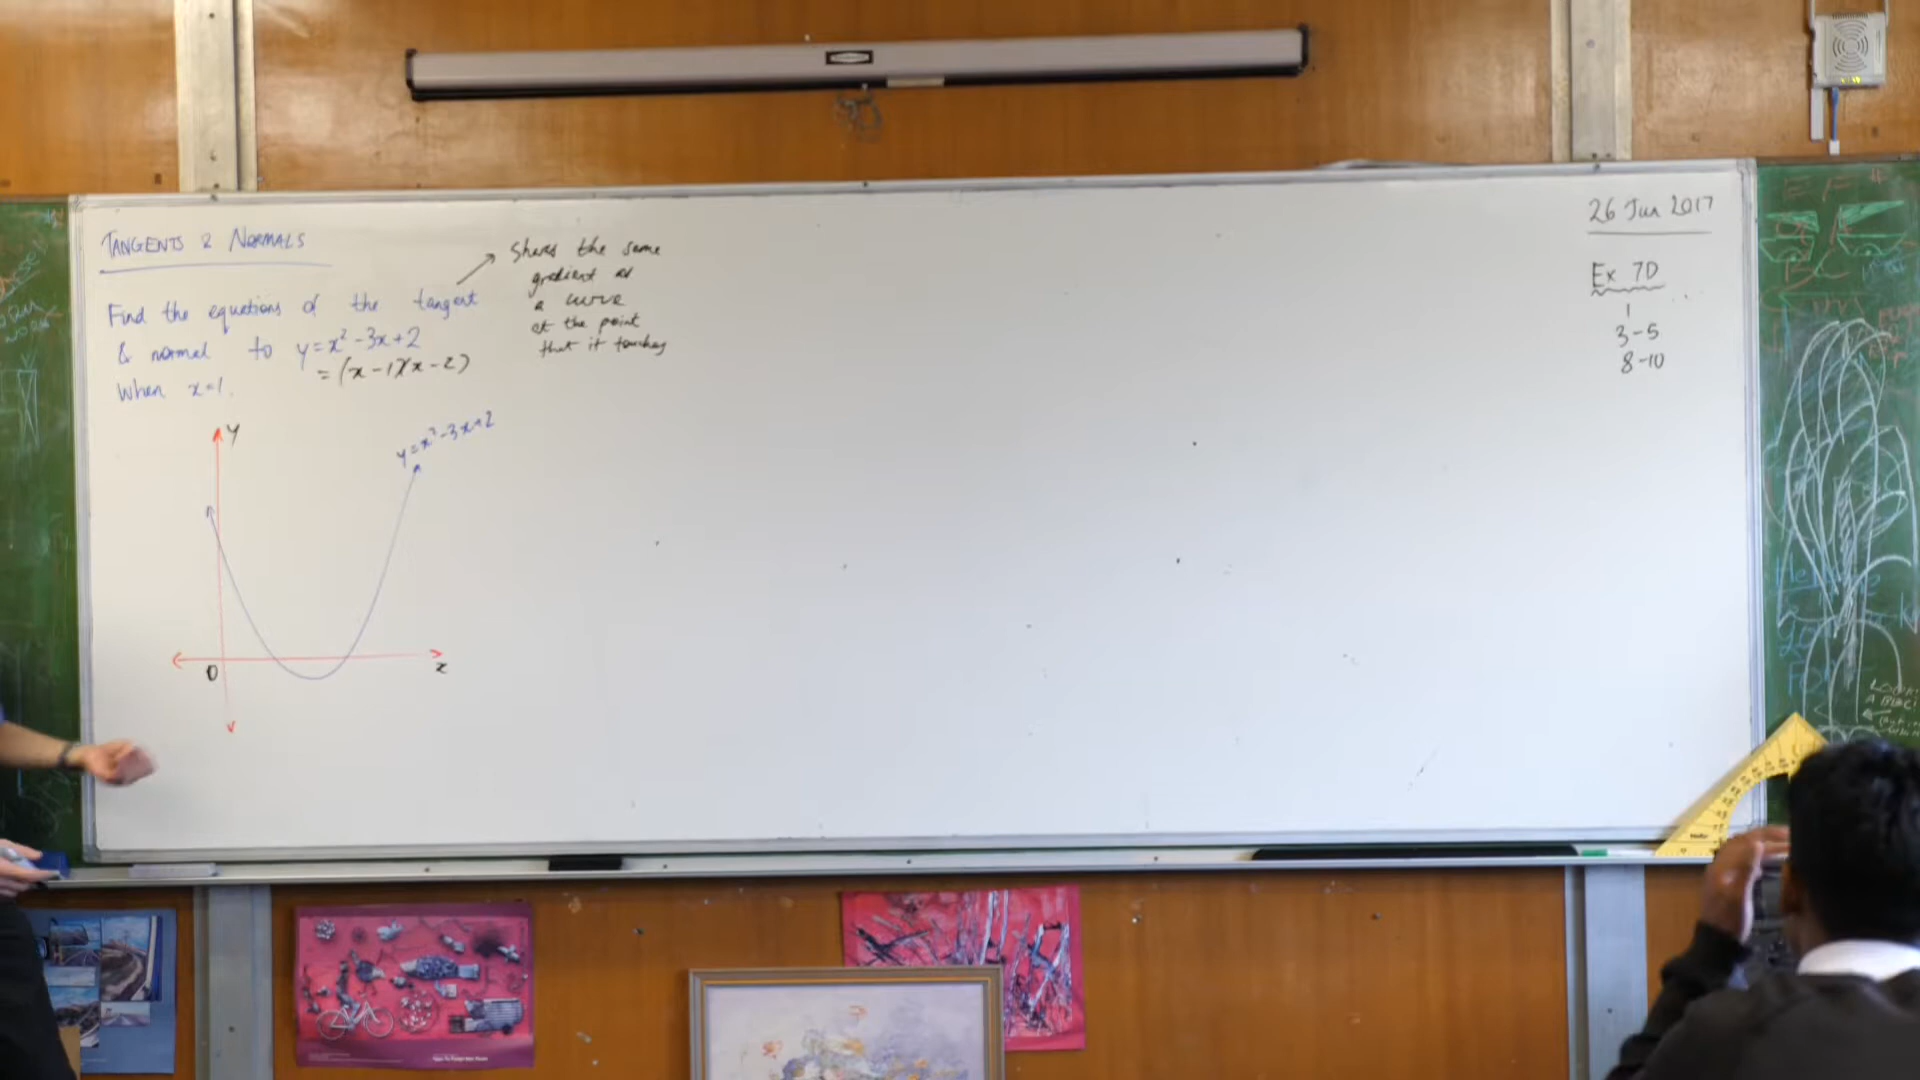 TANGENTS & NORMALS
Find the equations of the tangent
& normal to y=x²-3x+2
= (x-1)(x-2)
when x=1.
Shares the same
gradient as
a curve
at the point
that it touches
y
y=x²-3x+2
0
x
26 Jun 2017
Ex 7D
1
3-5
8-10